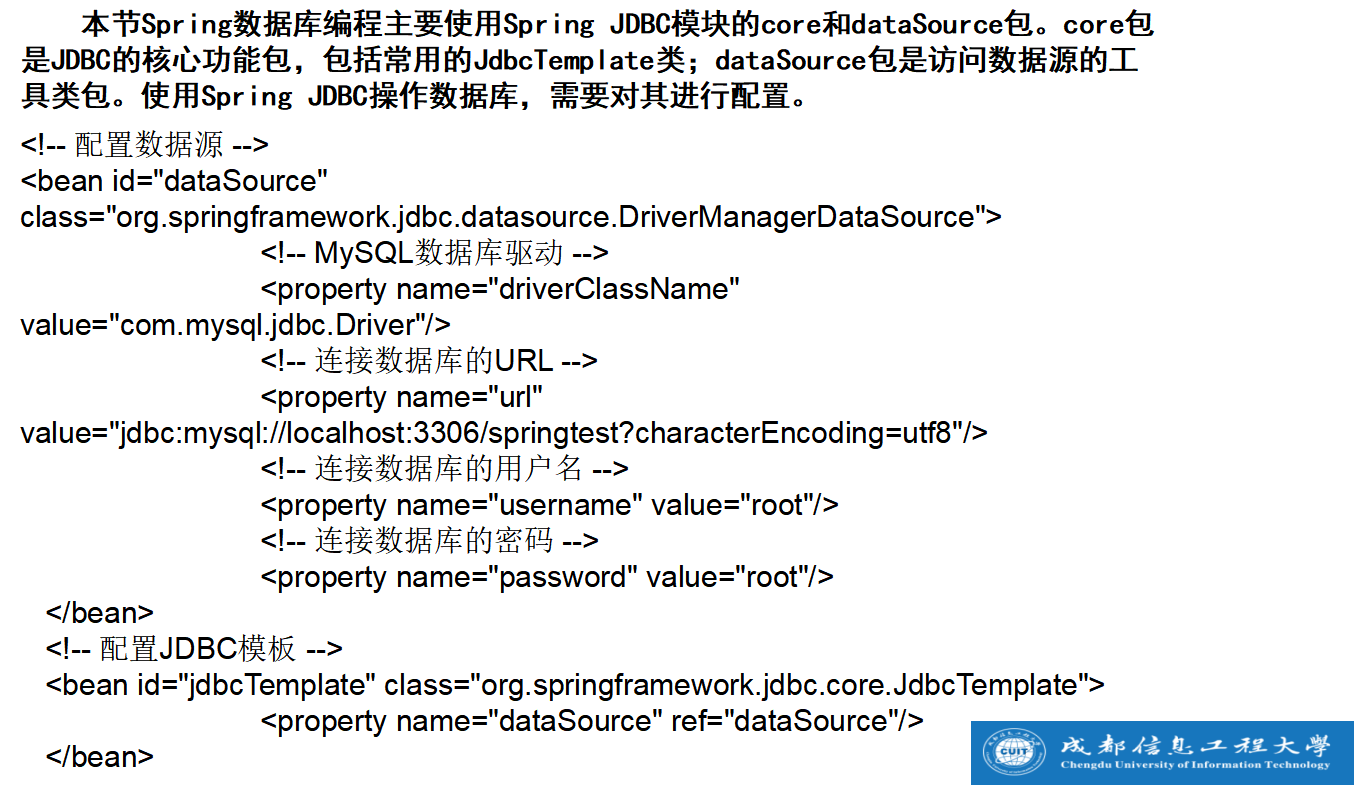 本节Spring数据库编程主要使用Spring JDBC模块的core和dataSource包。core包
是JDBC的核心功能包，包括常用的JdbcTemplate类；dataSource包是访问数据源的工
具类包。使用Spring JDBC操作数据库，需要对其进行配置。
<!-- 配置数据源 -->
<bean id="dataSource"
class="org.springframework.jdbc.datasource.DriverManagerDataSource">
<!-- MySQL数据库驱动 -->
<property name="driverClassName"
value="com.mysql.jdbc.Driver"/>
<!-- 连接数据库的URL -->
<property name="url"
value="jdbc:mysql://localhost:3306/springtest?characterEncoding=utf8"/>
<!-- 连接数据库的用户名 -->
<property name="username" value="root"/>
<!-- 连接数据库的密码 -->
<property name="password" value="root"/>
</bean>
<!-- 配置JDBC模板 -->
<bean id="jdbcTemplate" class="org.springframework.jdbc.core.JdbcTemplate">
<property name="dataSource" ref="dataSource"/>
</bean>
CUIT
成都信息工程大學
Chengdu University of Information Technology